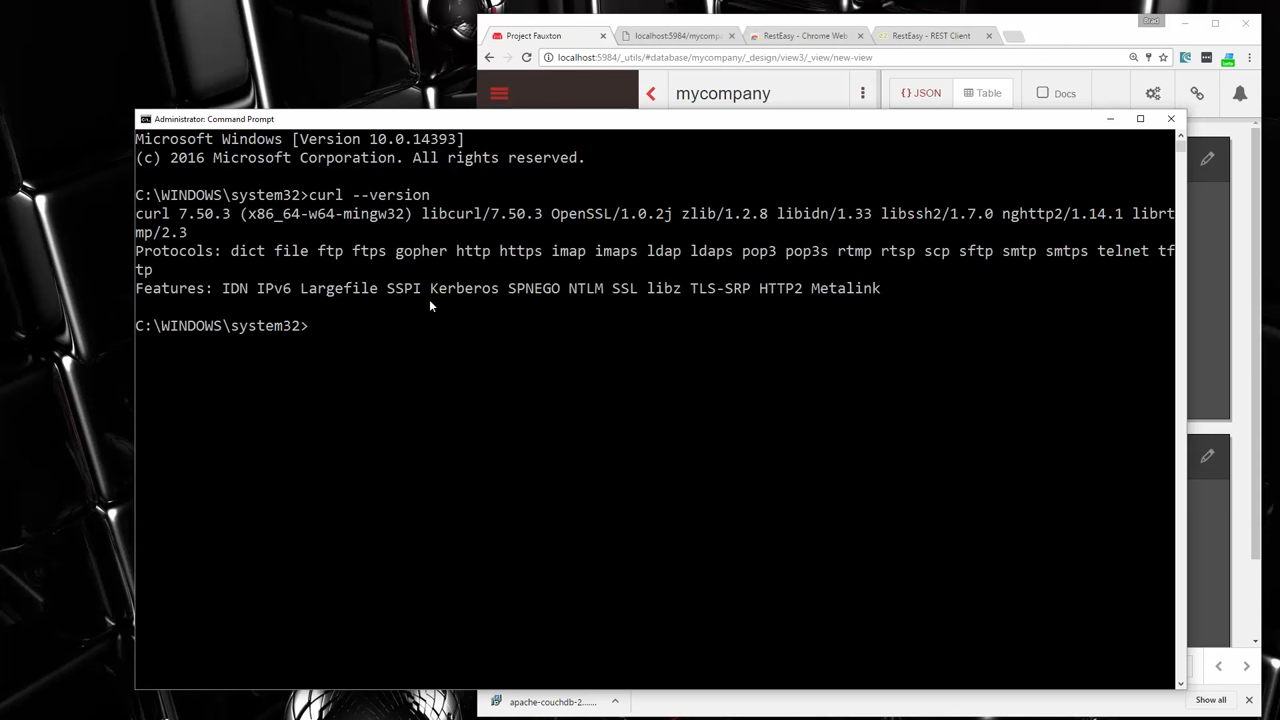 Brad
Project Fauxton
localhost:5984/mycomp
RestEasy - Chrome Web
RestEasy - REST Client
localhost:5984/_utils/#database/mycompany/_design/view3/_view/new-view
mycompany
{} JSON
Table
Docs
Administrator: Command Prompt
Microsoft Windows [Version 10.0.14393]
(c) 2016 Microsoft Corporation. All rights reserved.
C:\WINDOWS\system32>curl --version
curl 7.50.3 (x86_64-w64-mingw32) libcurl/7.50.3 OpenSSL/1.0.2j zlib/1.2.8 libidn/1.33 libssh2/1.7.0 nghttp2/1.14.1 librt
mp/2.3
Protocols: dict file ftp ftps gopher http https imap imaps ldap ldaps pop3 pop3s rtmp rtsp scp sftp smtp smtps telnet tf
tp
Features: IDN IPv6 Largefile SSPI Kerberos SPNEGO NTLM SSL libz TLS-SRP HTTP2 Metalink
C:\WINDOWS\system32>
apache-couchdb-2.......
Show all